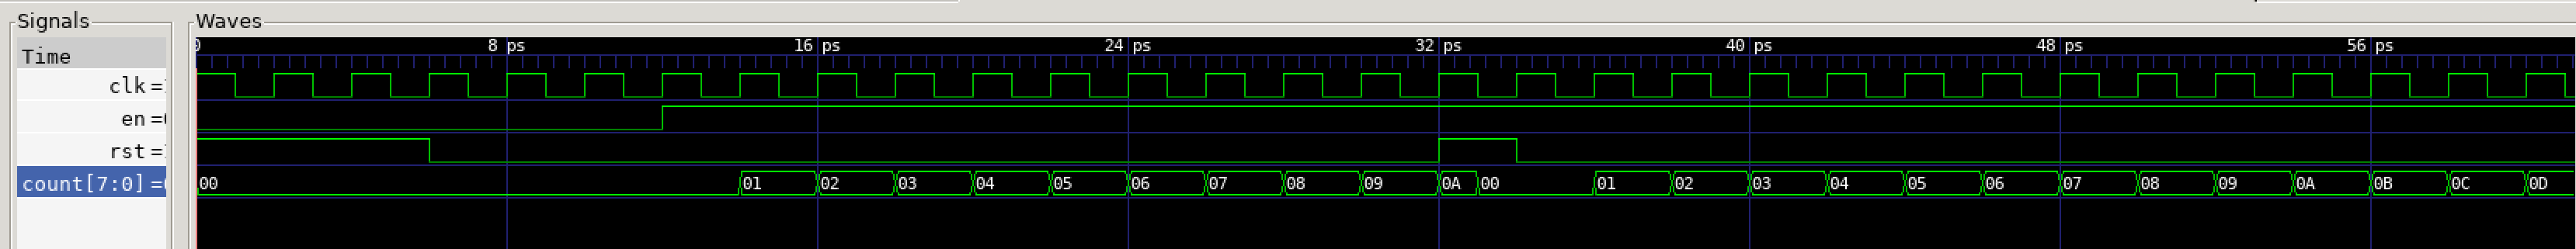 Signals
Waves
Time
0 8 ps 16 ps 24 ps 32 ps 40 ps 48 ps 56 ps
clk =
en =
rst =
count[7:0] = 00 01 02 03 04 05 06 07 08 09 0A 00 01 02 03 04 05 06 07 08 09 0A 0B 0C 0D